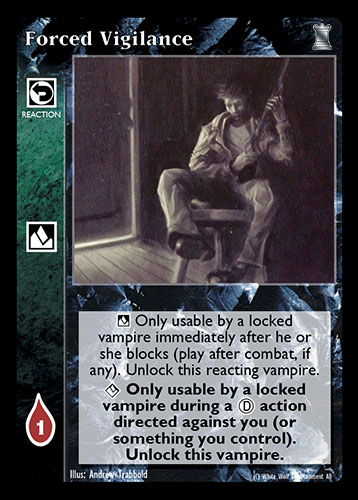 Forced Vigilance
REACTION
Only usable by a locked
vampire immediately after he or
she blocks (play after combat, if
any). Unlock this reacting vampire.
Only usable by a locked
vampire during a Ⓓ action
directed against you (or
something you control).
Unlock this vampire.
1
Illus: Andrew Trabbold
(C) White Wolf Entertainment AB